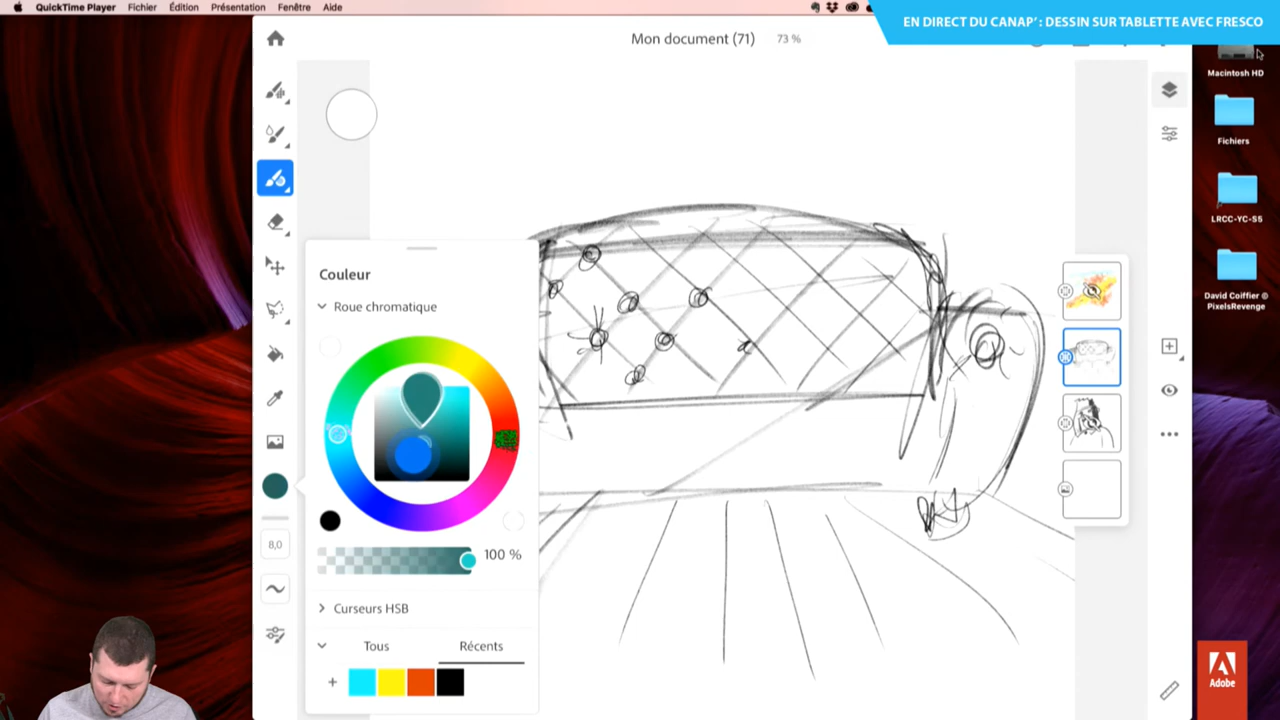 QuickTime Player Fichier Édition Présentation Fenêtre Aide
EN DIRECT DU CANAP' : DESSIN SUR TABLETTE AVEC FRESCO
Mon document (71) 73 %
Macintosh HD
Fichiers
LRCC-YC-S5
David Coiffier ©
PixelsRevenge
Couleur
Roue chromatique
100 %
8,0
Curseurs HSB
Tous Récents
Adobe